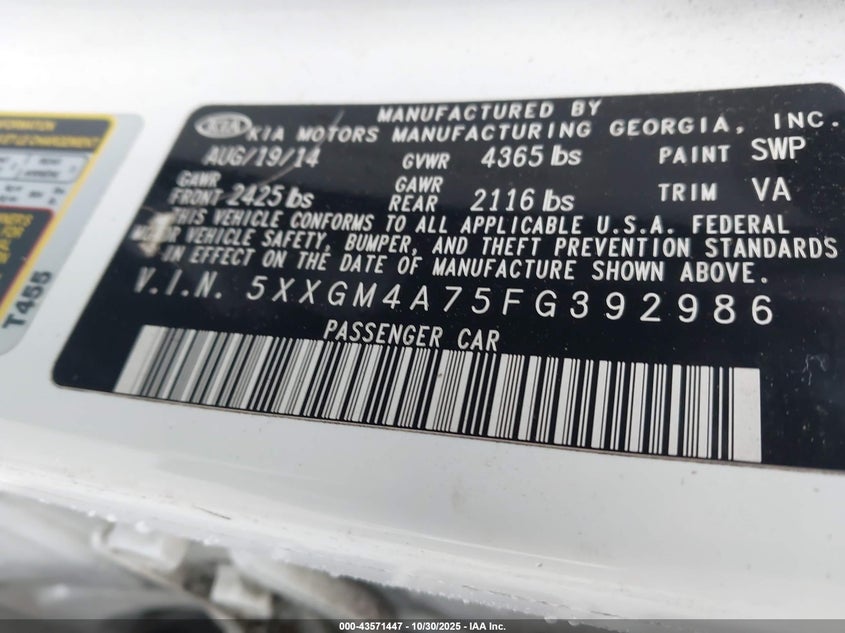 KIA
MANUFACTURED BY
KIA MOTORS MANUFACTURING GEORGIA, INC.
AUG/19/14 GVWR 4365 lbs PAINT SWP
GAWR FRONT 2425 lbs GAWR REAR 2116 lbs TRIM VA
THIS VEHICLE CONFORMS TO ALL APPLICABLE U.S.A. FEDERAL
MOTOR VEHICLE SAFETY, BUMPER, AND THEFT PREVENTION STANDARDS
IN EFFECT ON THE DATE OF MANUFACTURE SHOWN ABOVE.
V.I.N. 5XXGM4A75FG392986
PASSENGER CAR
T455
000-43571447 - 10/30/2025 - IAA Inc.